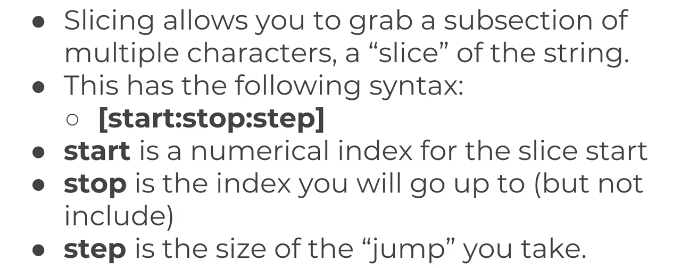 ● Slicing allows you to grab a subsection of
multiple characters, a “slice” of the string.
● This has the following syntax:
○ [start:stop:step]
● start is a numerical index for the slice start
● stop is the index you will go up to (but not
include)
● step is the size of the “jump” you take.